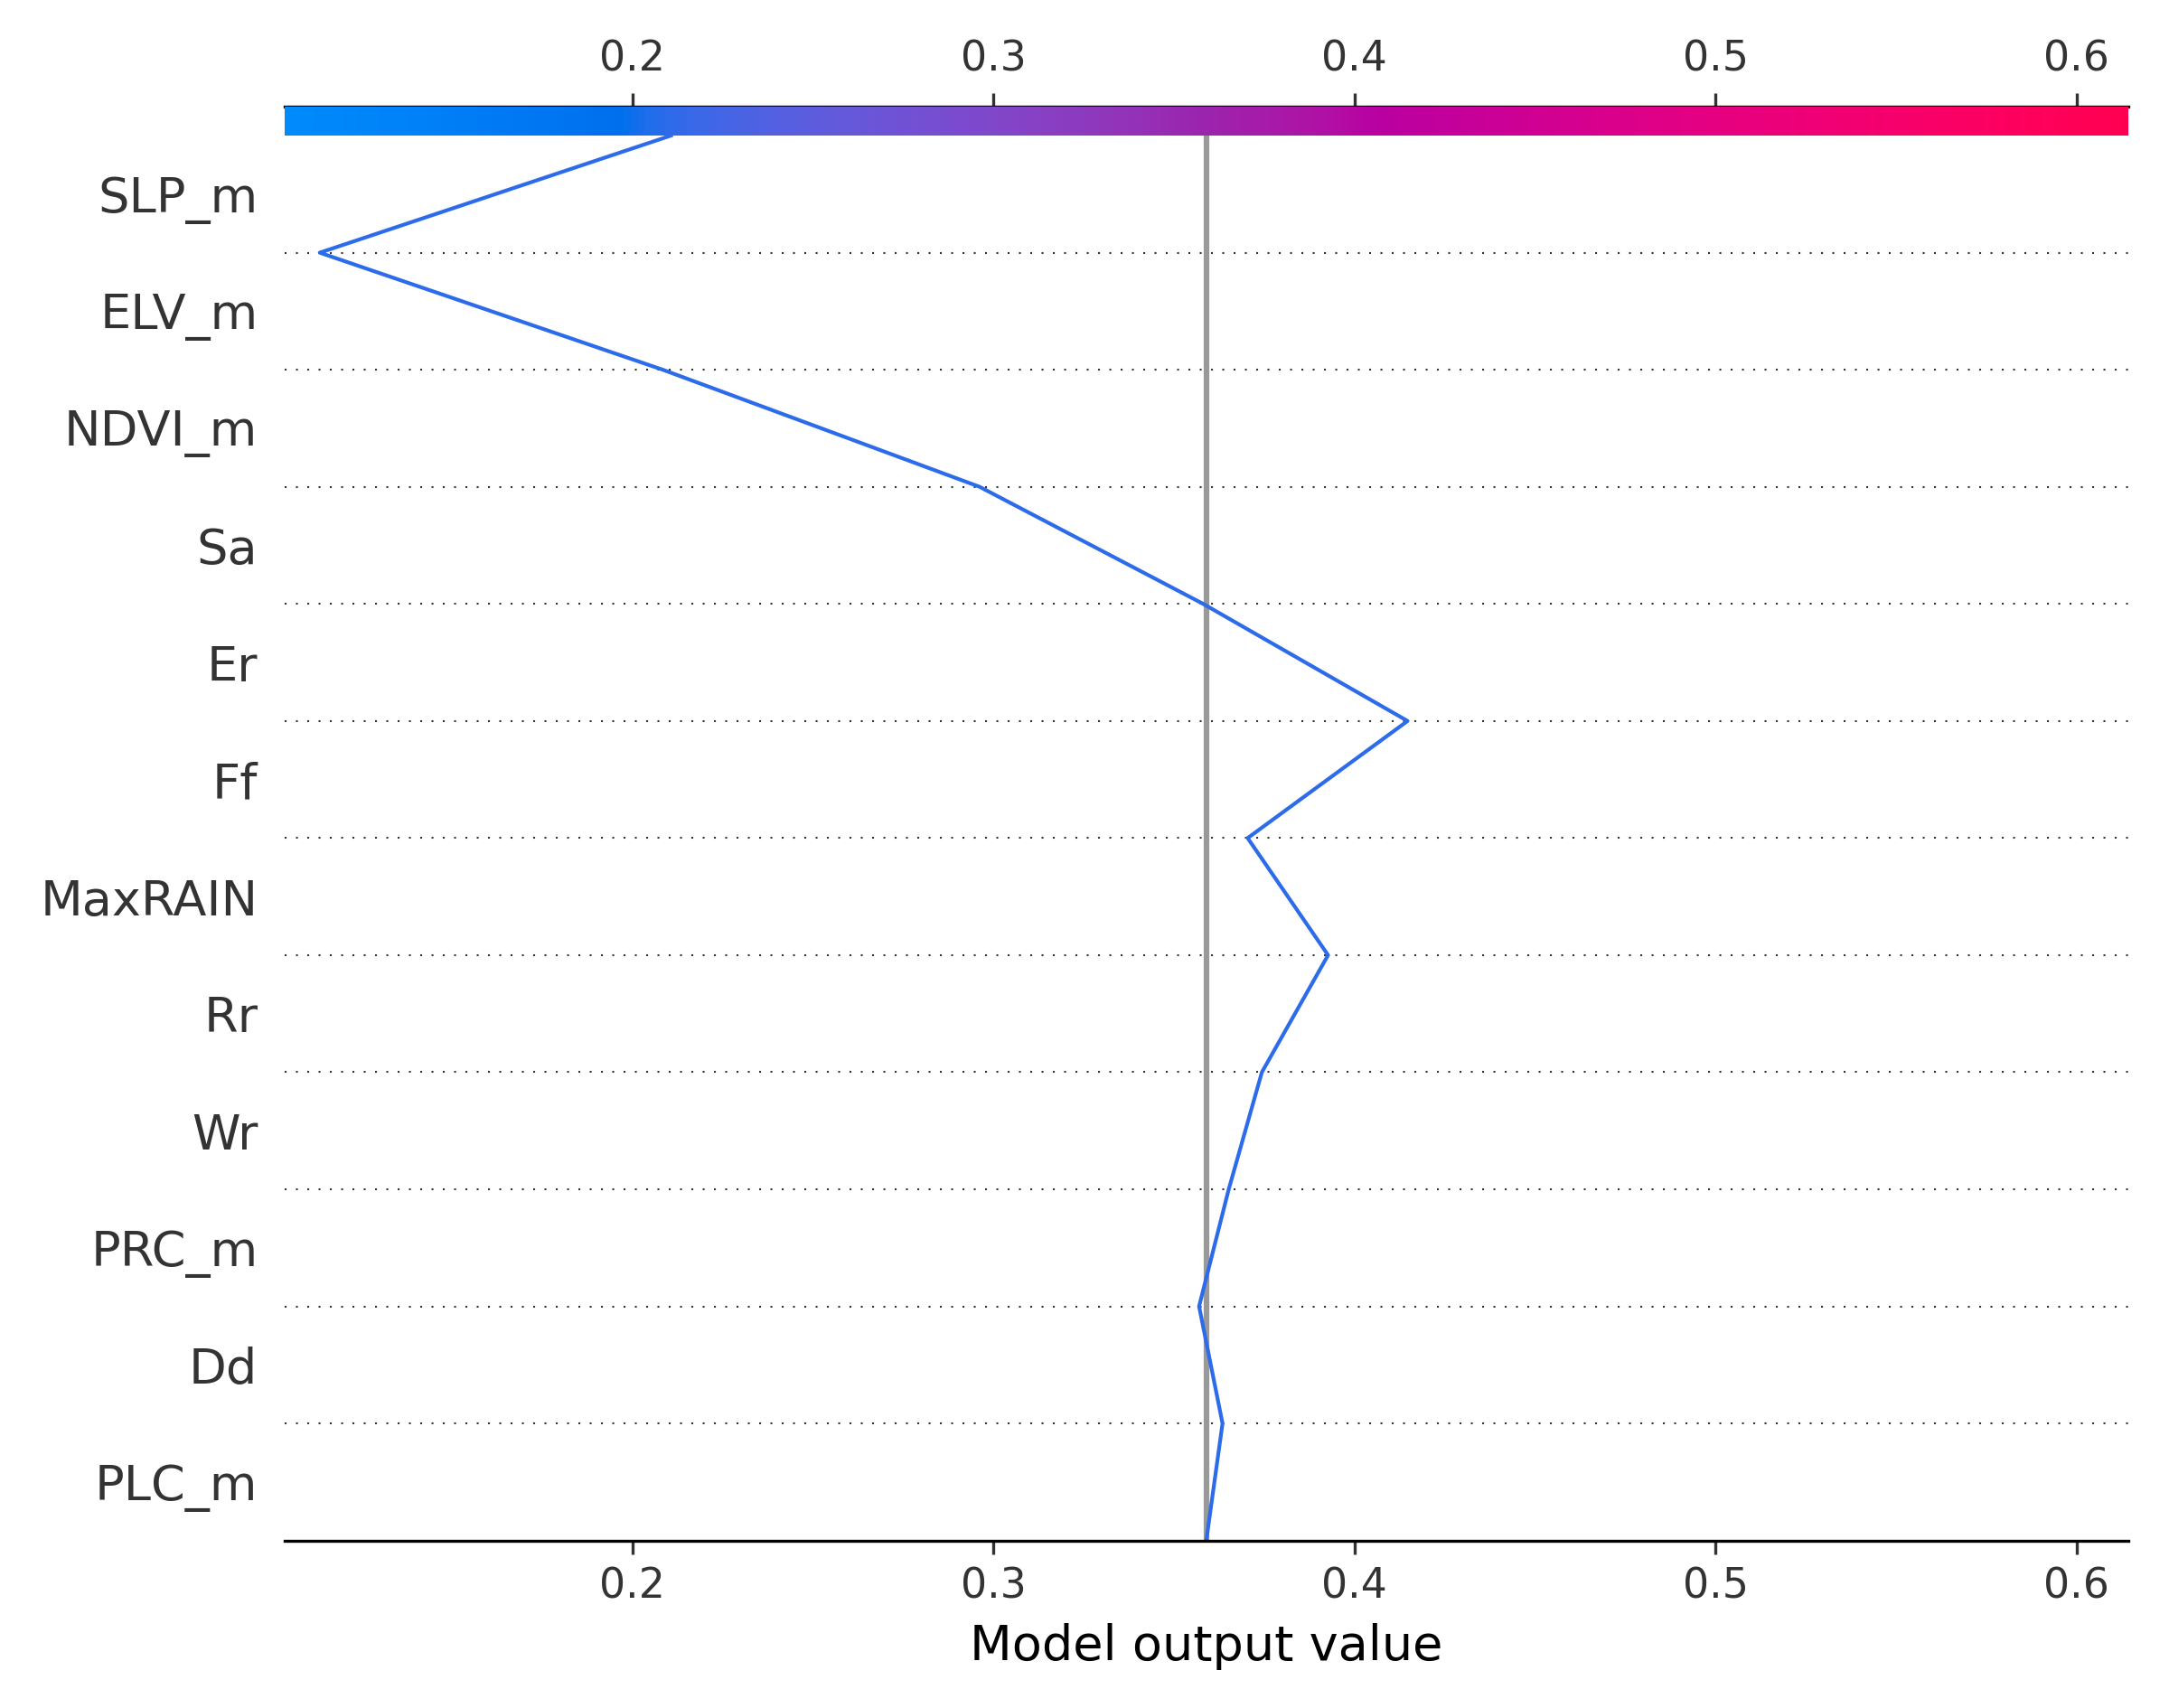 0.2 0.3 0.4 0.5 0.6
SLP_m
ELV_m
NDVI_m
Sa
Er
Ff
MaxRAIN
Rr
Wr
PRC_m
Dd
PLC_m
0.2 0.3 0.4 0.5 0.6
Model output value